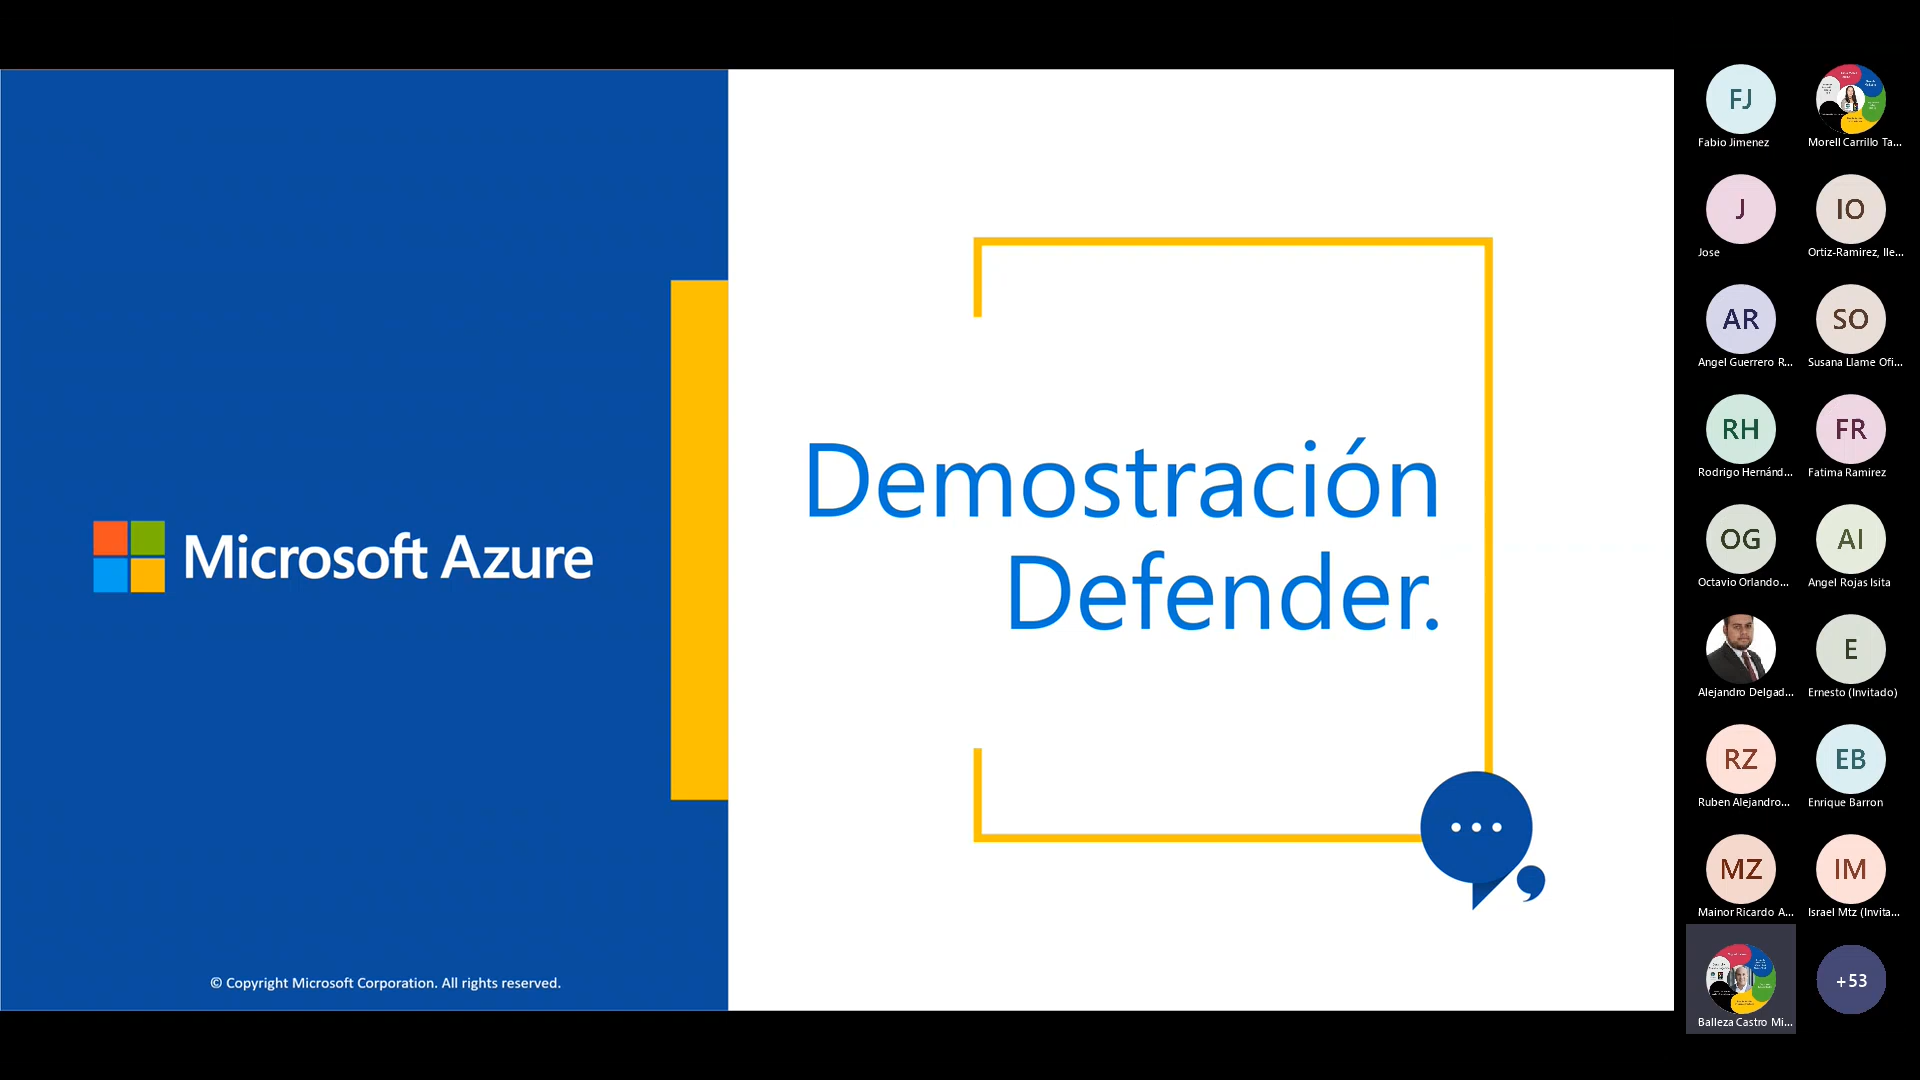 Microsoft Azure
© Copyright Microsoft Corporation. All rights reserved.
Demostración
Defender.
FJ
Fabio Jimenez
Morell Carrillo Ta...
J
Jose
IO
Ortiz-Ramirez, Ile...
AR
Angel Guerrero R...
SO
Susana Llame Ofi...
RH
Rodrigo Hernánd...
FR
Fatima Ramirez
OG
Octavio Orlando...
AI
Angel Rojas Isita
Alejandro Delgad...
E
Ernesto (Invitado)
RZ
Ruben Alejandro...
EB
Enrique Barron
MZ
Mainor Ricardo A...
IM
Israel Mtz (Invita...
Balleza Castro Mi...
+53